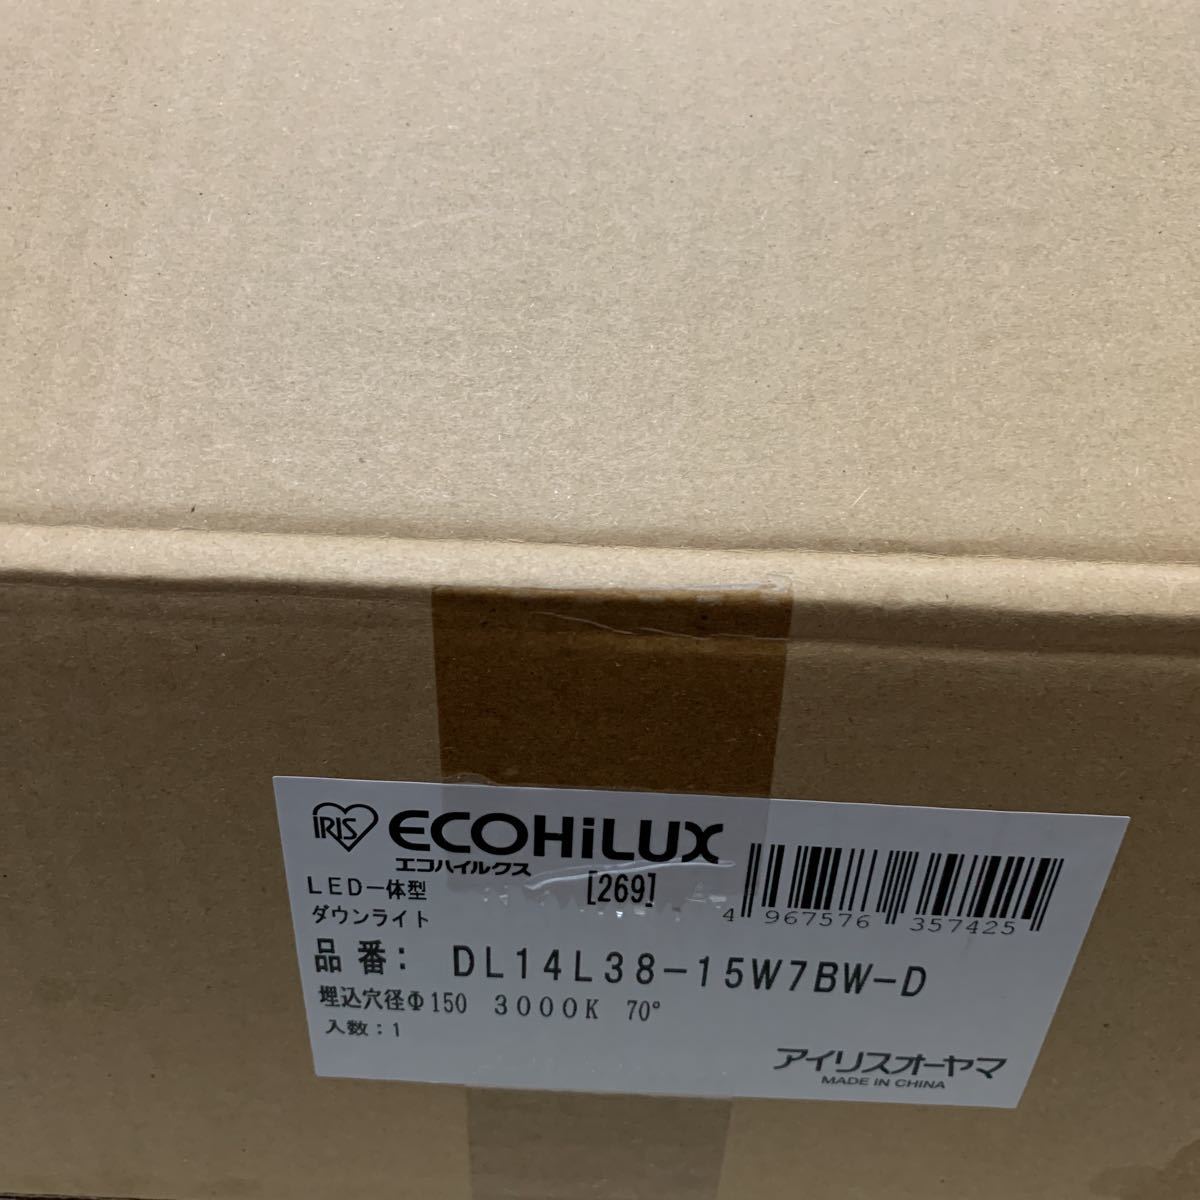 IRIS ECOHiLUX
エコハイルクス
LED一体型
[269]
ダウンライト
4 967576 357425
品番: DL14L38-15W7BW-D
埋込穴径Φ150 3000K 70°
入数:1
アイリスオーヤマ
MADE IN CHINA